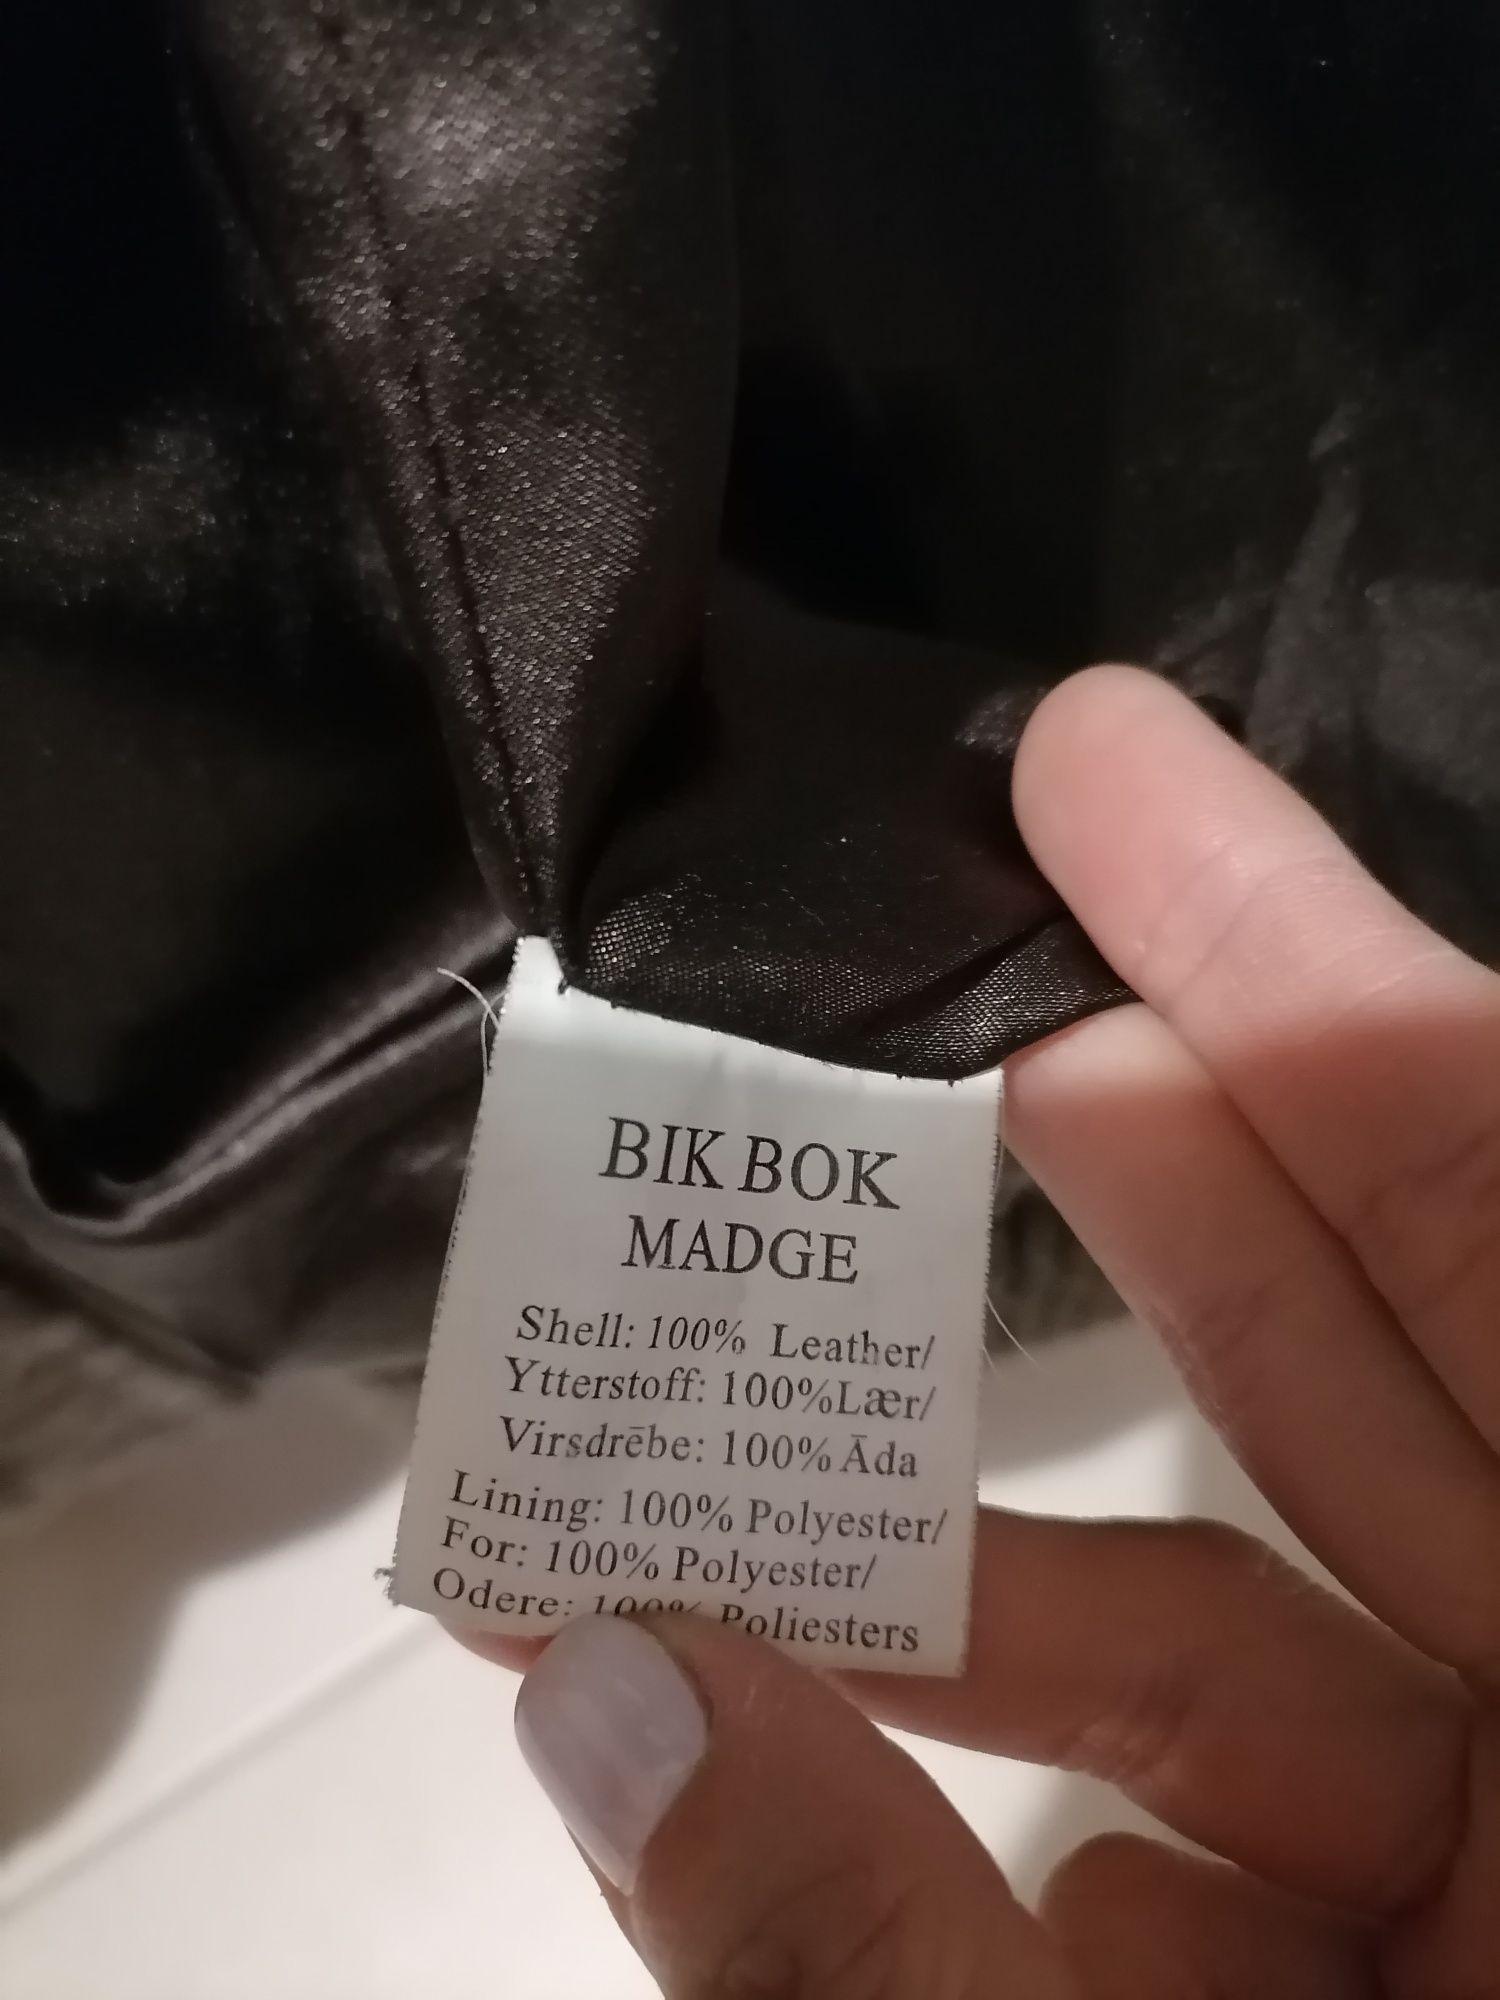 BIK BOK
MADGE
Shell: 100% Leather/
Ytterstoff: 100%Lær/
Virsdrēbe: 100% Āda
Lining: 100% Polyester/
For: 100% Polyester/
Odere: 100% Poliesters